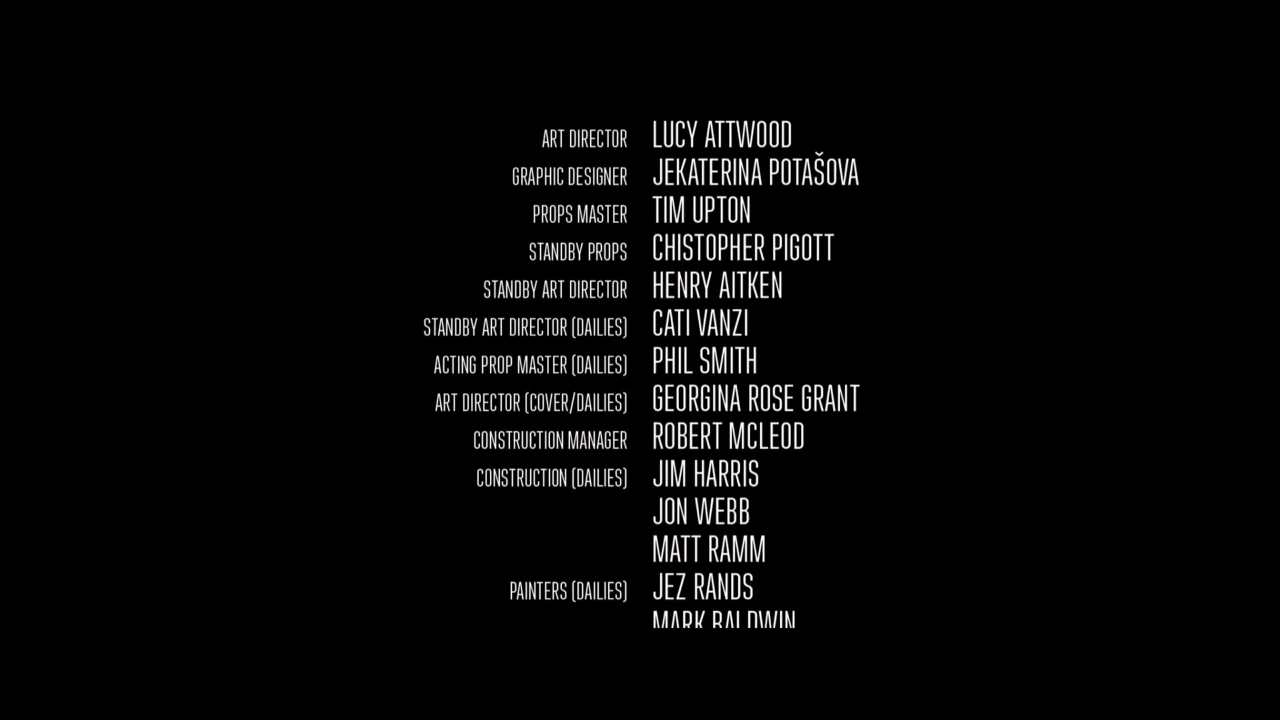 ART DIRECTOR LUCY ATTWOOD
GRAPHIC DESIGNER JEKATERINA POTAŠOVA
PROPS MASTER TIM UPTON
STANDBY PROPS CHISTOPHER PIGOTT
STANDBY ART DIRECTOR HENRY AITKEN
STANDBY ART DIRECTOR (DAILIES) CATI VANZI
ACTING PROP MASTER (DAILIES) PHIL SMITH
ART DIRECTOR (COVER/DAILIES) GEORGINA ROSE GRANT
CONSTRUCTION MANAGER ROBERT MCLEOD
CONSTRUCTION (DAILIES) JIM HARRIS
JON WEBB
MATT RAMM
PAINTERS (DAILIES) JEZ RANDS
MARK BALDWIN